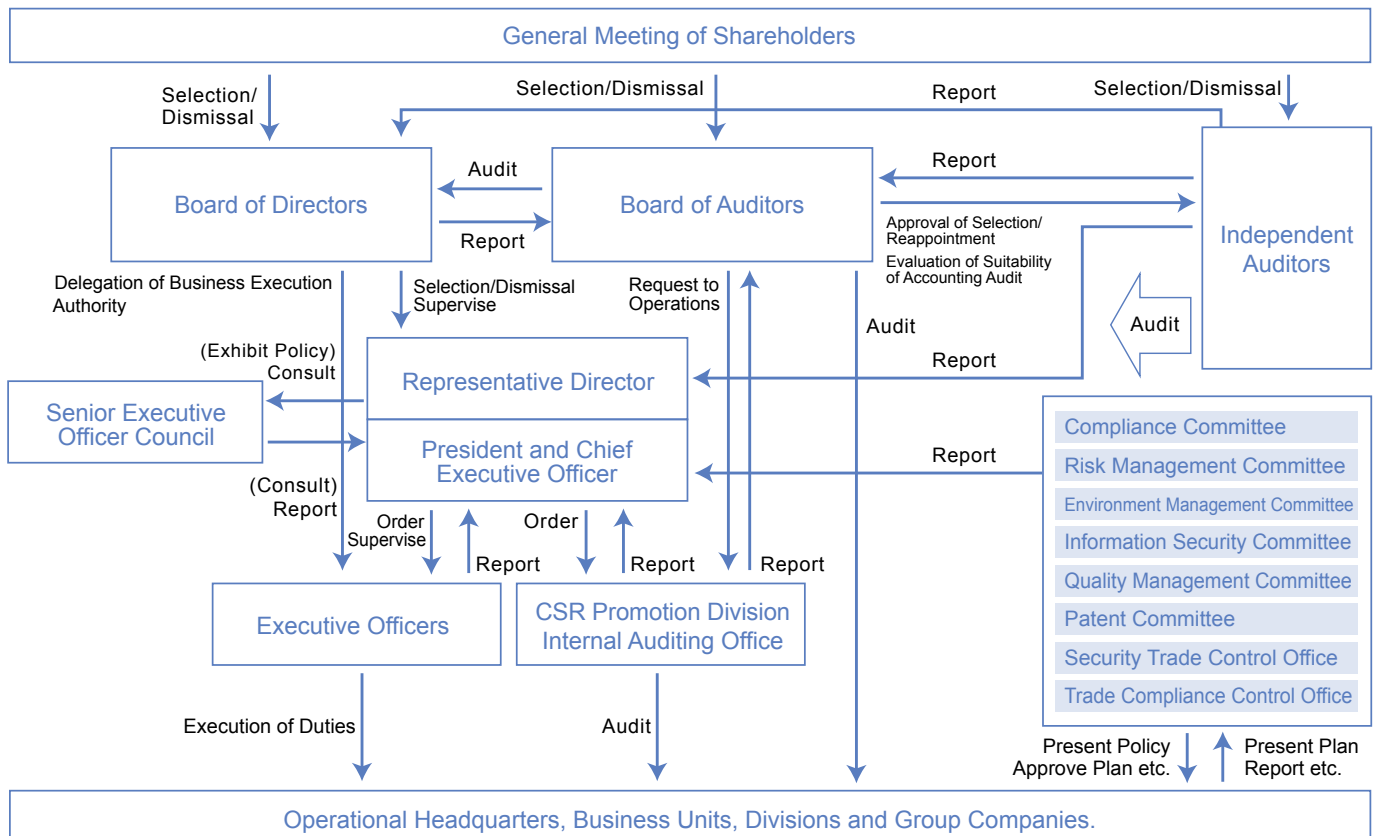 General Meeting of Shareholders
Selection/
Dismissal
Selection/Dismissal
Report
Selection/Dismissal
Board of Directors
Audit
Report
Board of Auditors
Report
Approval of Selection/
Reappointment
Evaluation of Suitability
of Accounting Audit
Independent
Auditors
Delegation of Business Execution
Authority
Selection/Dismissal
Supervise
Request to
Operations
Audit
Audit
(Exhibit Policy)
Consult
Representative Director
Report
Senior Executive
Officer Council
President and Chief
Executive Officer
Report
(Consult)
Report
Order
Supervise
Report
Order
Report
Report
Compliance Committee
Risk Management Committee
Environment Management Committee
Information Security Committee
Quality Management Committee
Patent Committee
Security Trade Control Office
Trade Compliance Control Office
Executive Officers
CSR Promotion Division
Internal Auditing Office
Execution of Duties
Audit
Present Policy
Approve Plan etc.
Present Plan
Report etc.
Operational Headquarters, Business Units, Divisions and Group Companies.